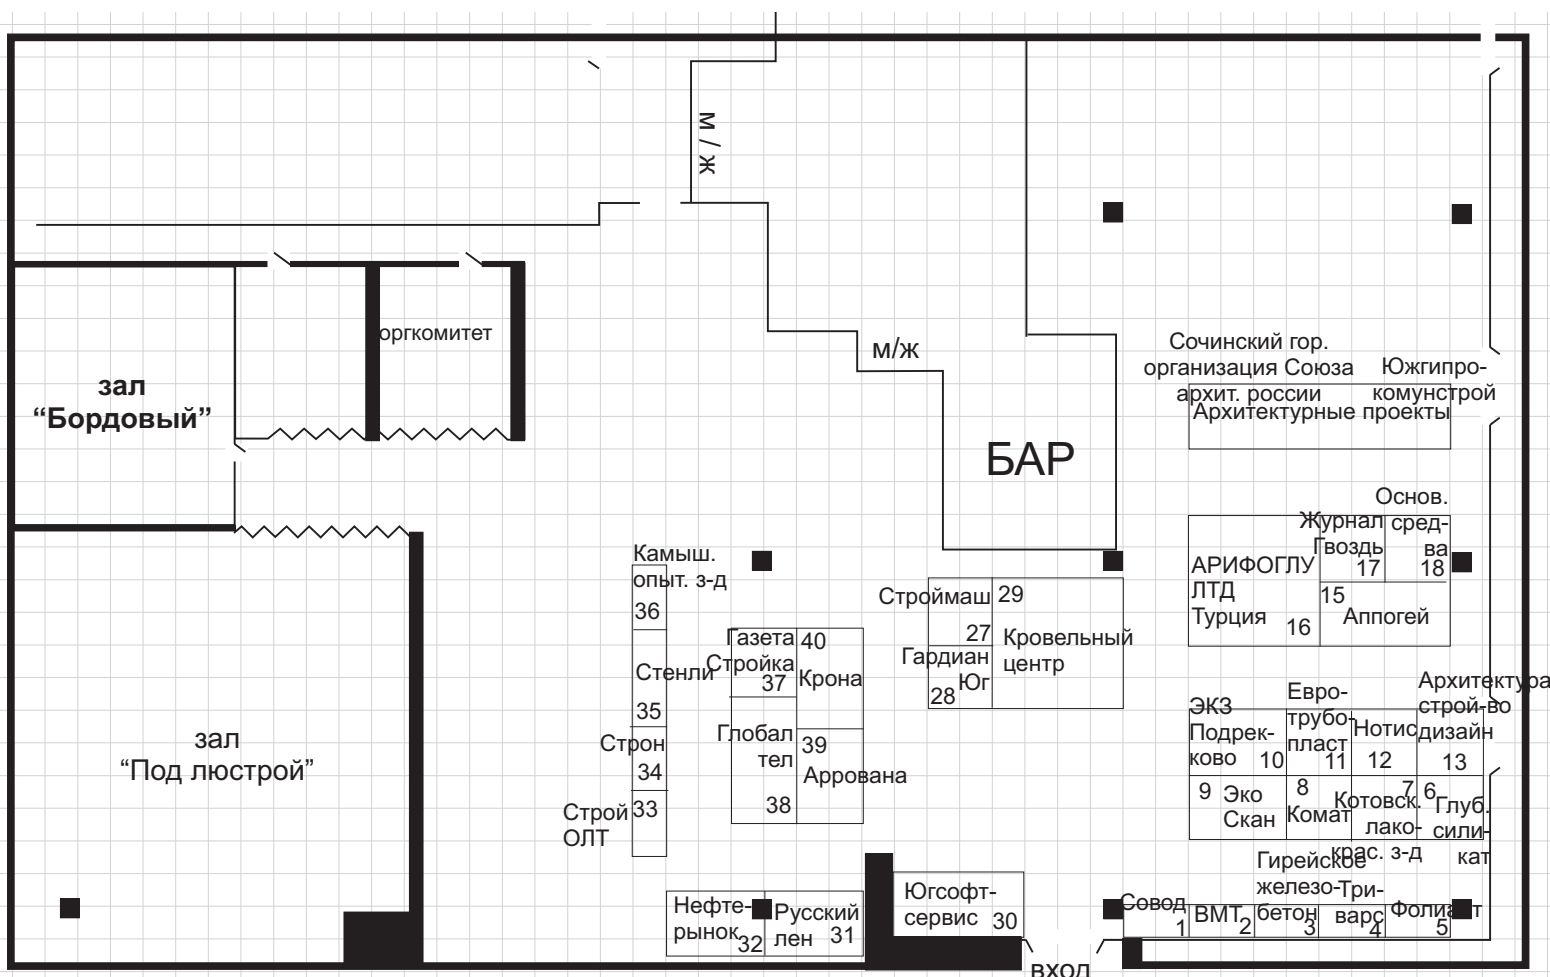 м / ж
оргкомитет
зал
“Бордовый”
м/ж
Сочинский гор.
организация Союза
архит. россии
Южгипро-
комунстрой
Архитектурные проекты
БАР
Основ.
сред-
ва
18
Журнал
Гвоздь
17
АРИФОГЛУ
ЛТД
Турция
16
15
Аппогей
Камыш.
опыт. з-д
36
Строймаш
27
29
Кровельный
центр
Гардиан
Юг
28
Газета
Стройка
37
40
Крона
Стенли
35
Глобал
тел
38
39
Аррована
Строн
34
Строй
ОЛТ
33
зал
“Под люстрой”
ЭКЗ
Подрек-
ково
10
Евро-
трубо-
пласт
11
Нотис
12
Архитектура
строй-во
дизайн
13
9
Эко
Скан
8
Комат
7
Котовск.
лако-
крас. з-д
6
Глуб.
сили-
кат
Нефте-
рынок
32
Русский
лен
31
Югсофт-
сервис
30
Совод
1
ВМТ
2
Гирейское
железо-
бетон
3
Три-
варс
4
Фолиант
5
вход